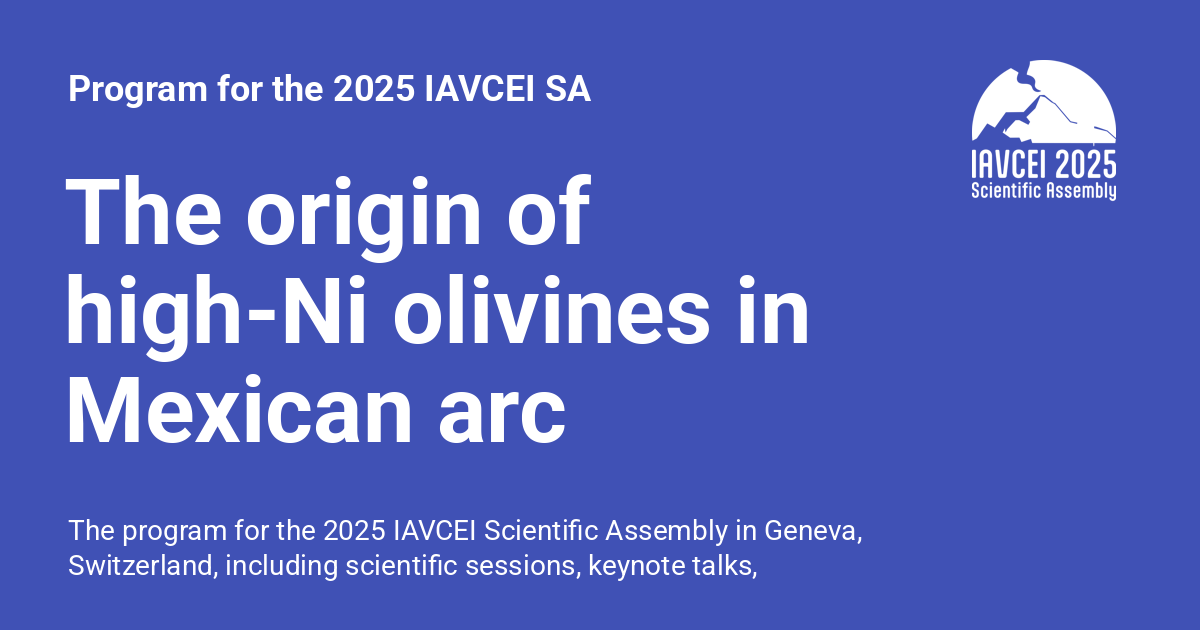 Program for the 2025 IAVCEI SA
IAVCEI 2025
Scientific Assembly
The origin of
high-Ni olivines in
Mexican arc
The program for the 2025 IAVCEI Scientific Assembly in Geneva,
Switzerland, including scientific sessions, keynote talks,